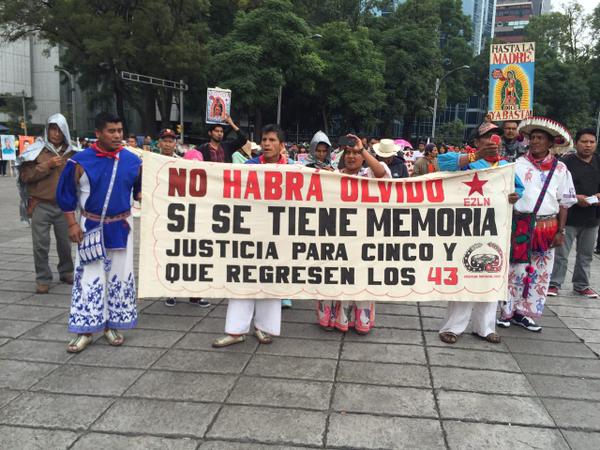 HASTA LA
MADRE
DICE
YA BASTA
NO HABRA OLVIDO
EZLN
SI SE TIENE MEMORIA
JUSTICIA PARA CINCO Y
QUE REGRESEN LOS 43